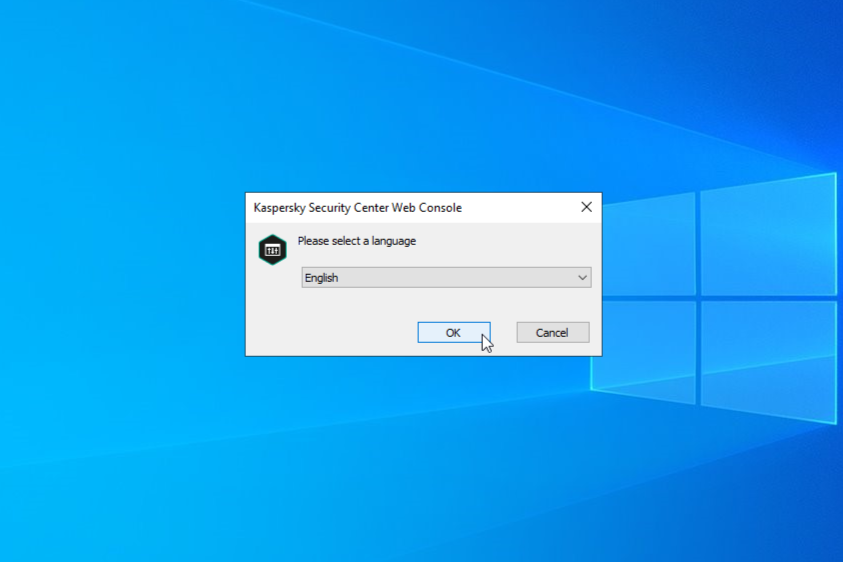 Kaspersky Security Center Web Console
Please select a language
English
OK
Cancel